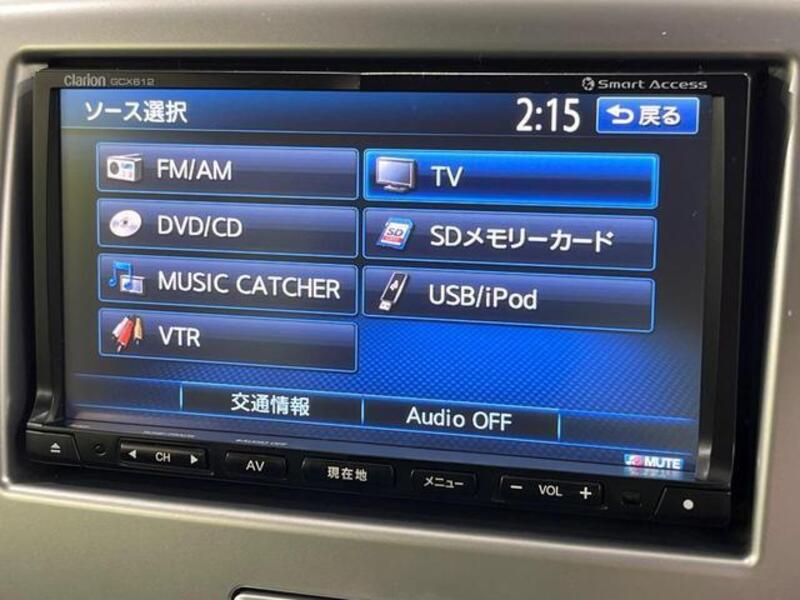 Clarion GCX612
Smart Access
ソース選択
2:15
戻る
FM/AM
TV
DVD/CD
SD
SDメモリーカード
MUSIC CATCHER
USB/iPod
VTR
交通情報
Audio OFF
MUTE
CH
AV
現在地
メニュー
− VOL +